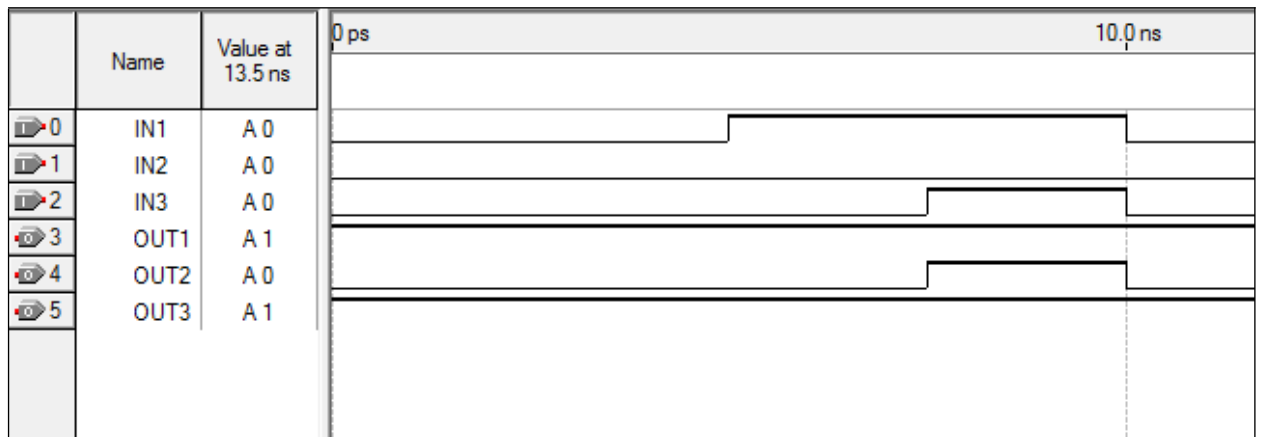 Name
Value at
13.5 ns
0 ps
10.0 ns
0 IN1 A 0
1 IN2 A 0
2 IN3 A 0
3 OUT1 A 1
4 OUT2 A 0
5 OUT3 A 1